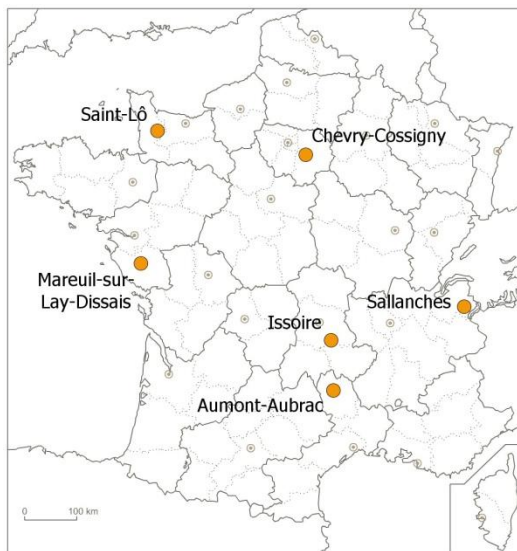 Saint-Lô
Chevry-Cossigny
Mareuil-sur-
Lay-Dissais
Sallanches
Issoire
Aumont-Aubrac
0 100 km